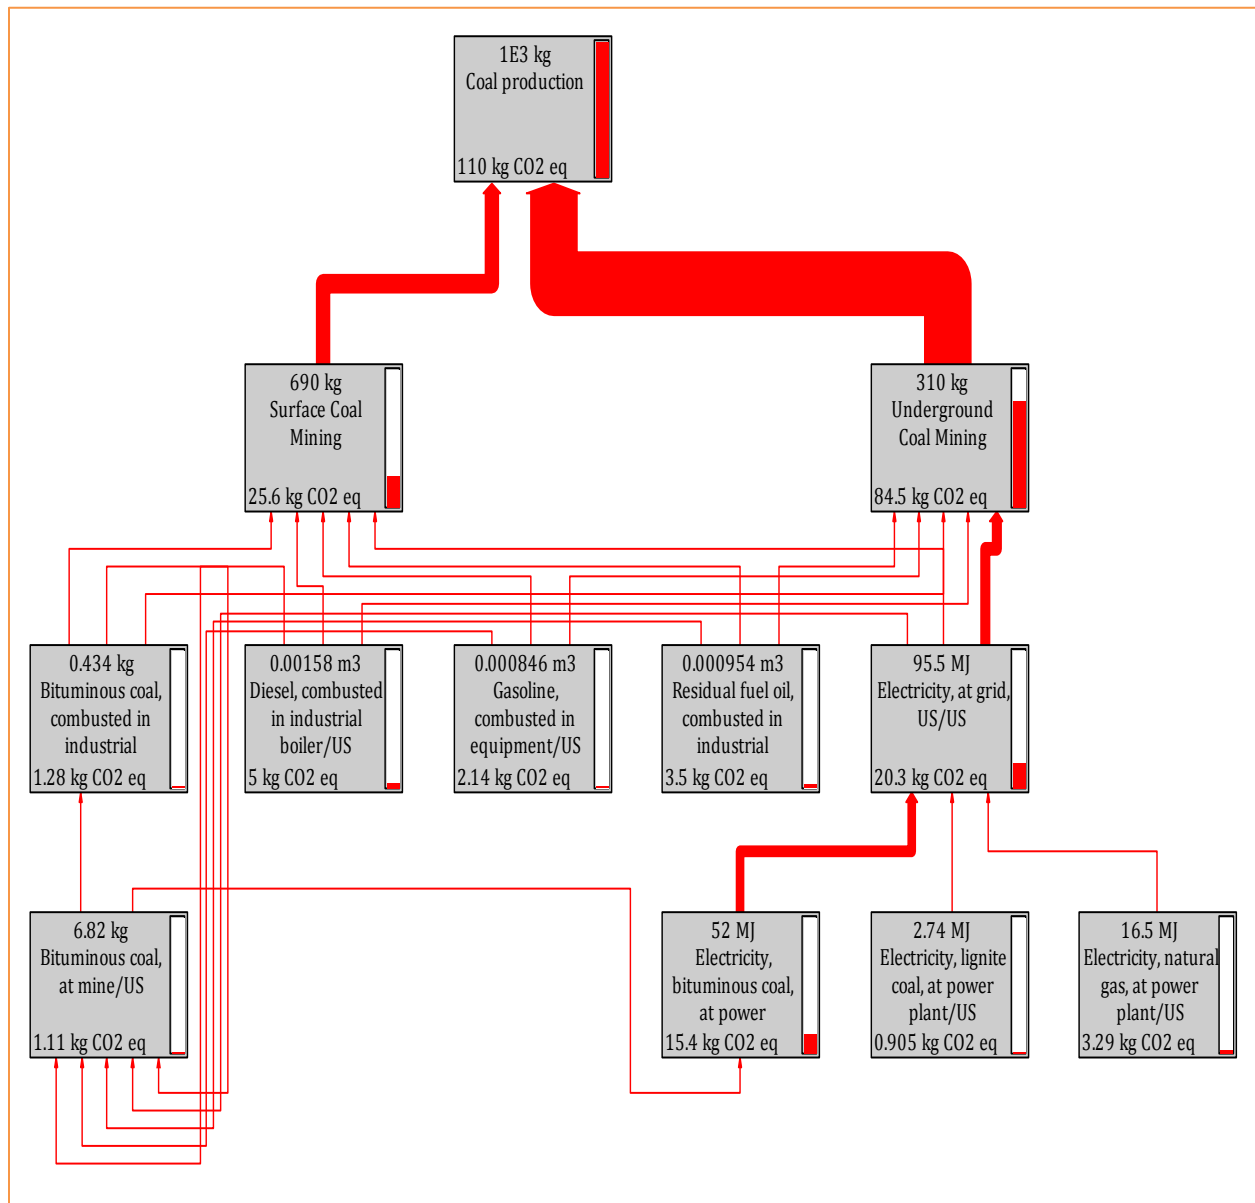 1E3 kg
Coal production
110 kg CO2 eq
690 kg
Surface Coal
Mining
25.6 kg CO2 eq
310 kg
Underground
Coal Mining
84.5 kg CO2 eq
0.434 kg
Bituminous coal,
combusted in
industrial
1.28 kg CO2 eq
0.00158 m3
Diesel, combusted
in industrial
boiler/US
5 kg CO2 eq
0.000846 m3
Gasoline,
combusted in
equipment/US
2.14 kg CO2 eq
0.000954 m3
Residual fuel oil,
combusted in
industrial
3.5 kg CO2 eq
95.5 MJ
Electricity, at grid,
US/US
20.3 kg CO2 eq
6.82 kg
Bituminous coal,
at mine/US
1.11 kg CO2 eq
52 MJ
Electricity,
bituminous coal,
at power
15.4 kg CO2 eq
2.74 MJ
Electricity, lignite
coal, at power
plant/US
0.905 kg CO2 eq
16.5 MJ
Electricity, natural
gas, at power
plant/US
3.29 kg CO2 eq